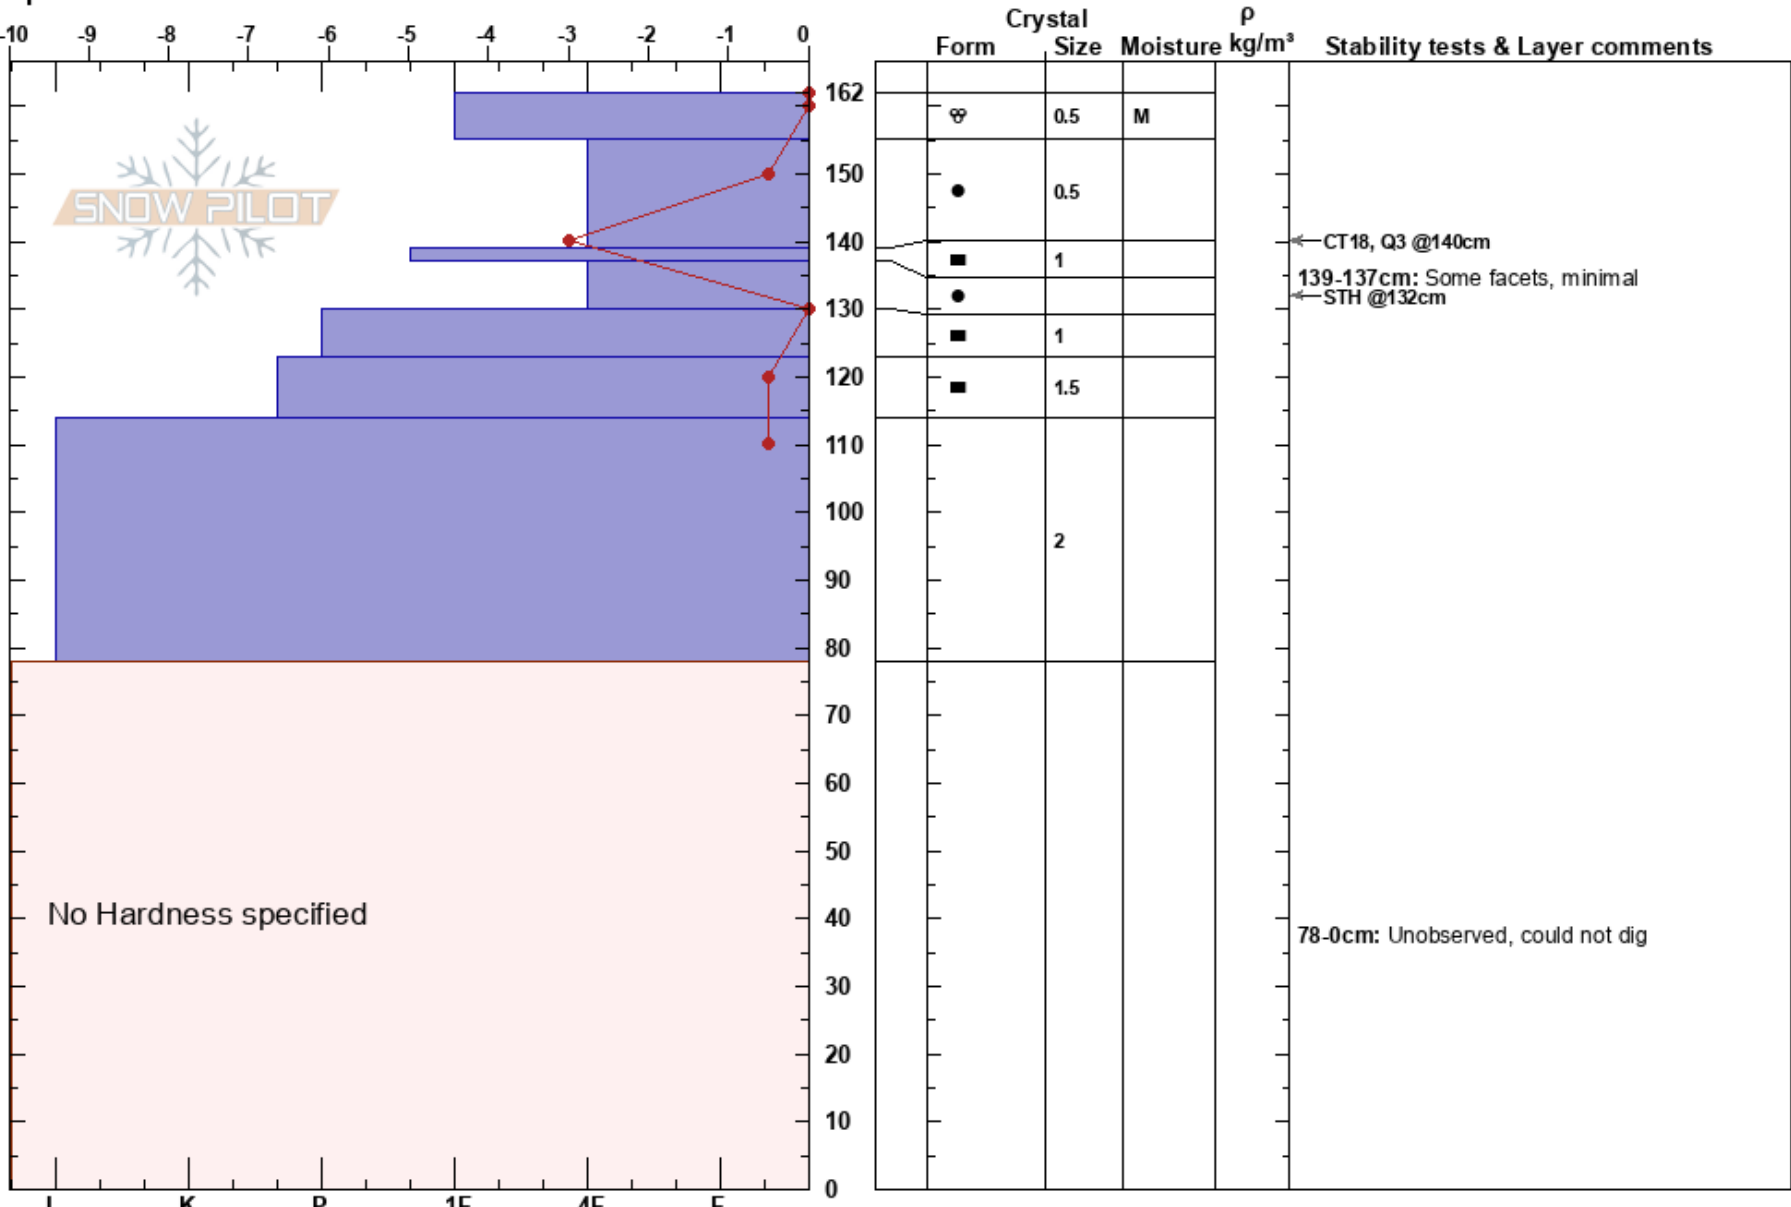 Crystal ρ
-10 -9 -8 -7 -6 -5 -4 -3 -2 -1 0 Form Size Moisture kg/m³ Stability tests & Layer comments
162
0.5 M
SNOW PILOT
150
0.5
140
CT18, Q3 @140cm
1
139-137cm: Some facets, minimal
STH @132cm
130
1
120
1.5
110
100
2
90
80
70
60
50
No Hardness specified
40
78-0cm: Unobserved, could not dig
30
20
10
0
I K P 1F 4F F